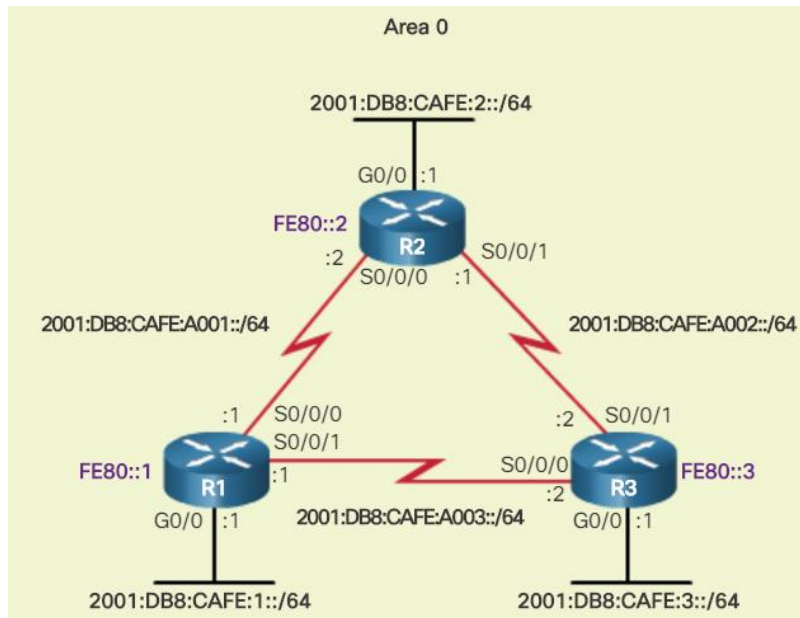 Area 0
2001:DB8:CAFE:2::/64
G0/0 :1
FE80::2
R2
:2 S0/0/0 :1 S0/0/1
2001:DB8:CAFE:A001::/64
2001:DB8:CAFE:A002::/64
:1 S0/0/0
:2 S0/0/1
S0/0/1
FE80::1
R1
:1
S0/0/0
:2
R3
FE80::3
G0/0 :1
2001:DB8:CAFE:A003::/64
G0/0 :1
2001:DB8:CAFE:1::/64
2001:DB8:CAFE:3::/64